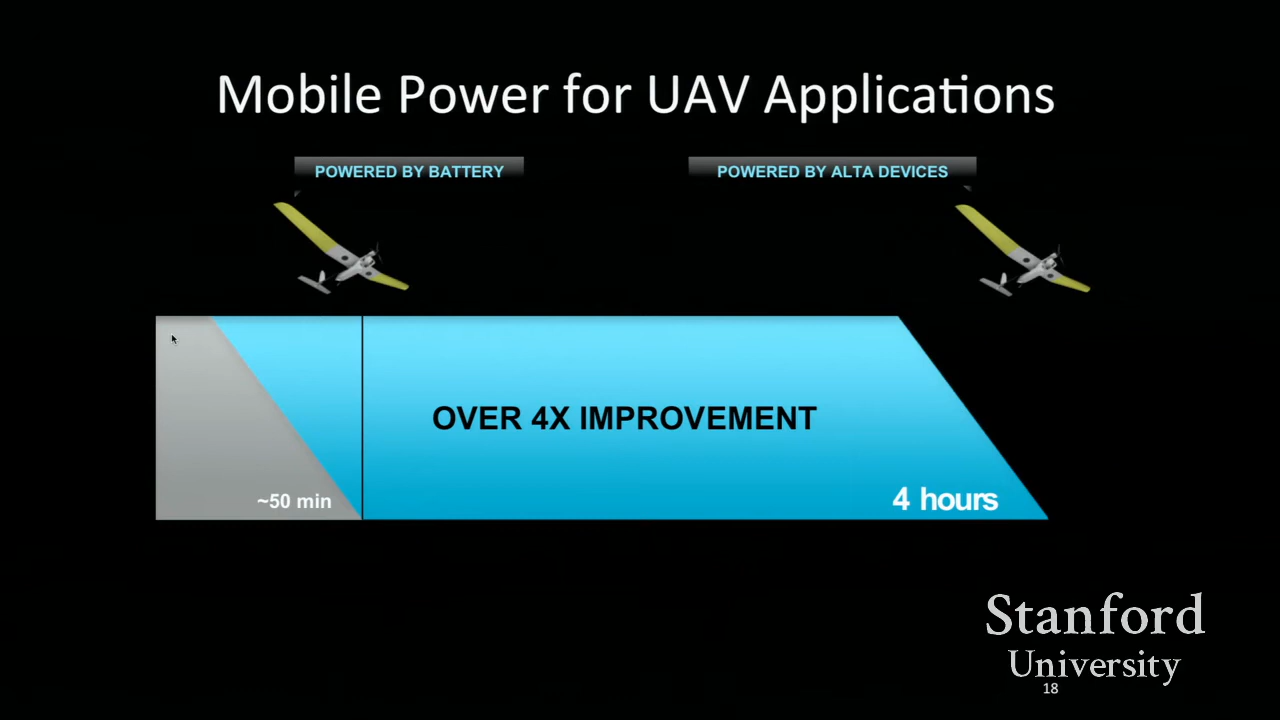 Mobile Power for UAV Applications
POWERED BY BATTERY
POWERED BY ALTA DEVICES
OVER 4X IMPROVEMENT
~50 min
4 hours
Stanford
University
18